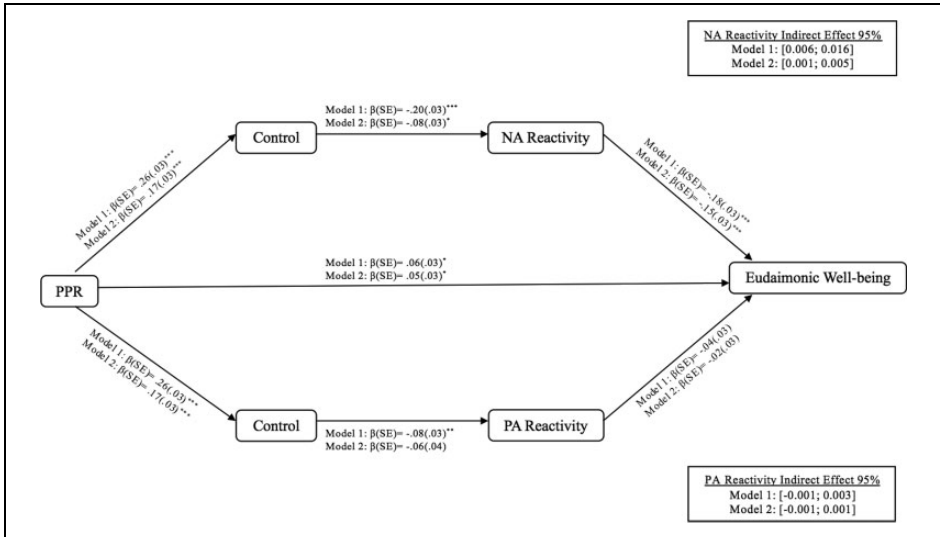 NA Reactivity Indirect Effect 95%
Model 1: [0.006; 0.016]
Model 2: [0.001; 0.005]
Model 1: β(SE)= -.20(.03)***
Model 2: β(SE)= -.08(.03)*
Control
NA Reactivity
Model 1: β(SE)= .26(.03)***
Model 2: β(SE)= .17(.03)***
Model 1: β(SE)= -.18(.03)***
Model 2: β(SE)= -.15(.03)***
Model 1: β(SE)= .06(.03)*
Model 2: β(SE)= .05(.03)*
PPR
Eudaimonic Well-being
Model 1: β(SE)= .26(.03)***
Model 2: β(SE)= .17(.03)***
Model 1: β(SE)= -.04(.03)
Model 2: β(SE)= -.02(.03)
Control
Model 1: β(SE)= -.08(.03)**
Model 2: β(SE)= -.06(.04)
PA Reactivity
PA Reactivity Indirect Effect 95%
Model 1: [-0.001; 0.003]
Model 2: [-0.001; 0.001]